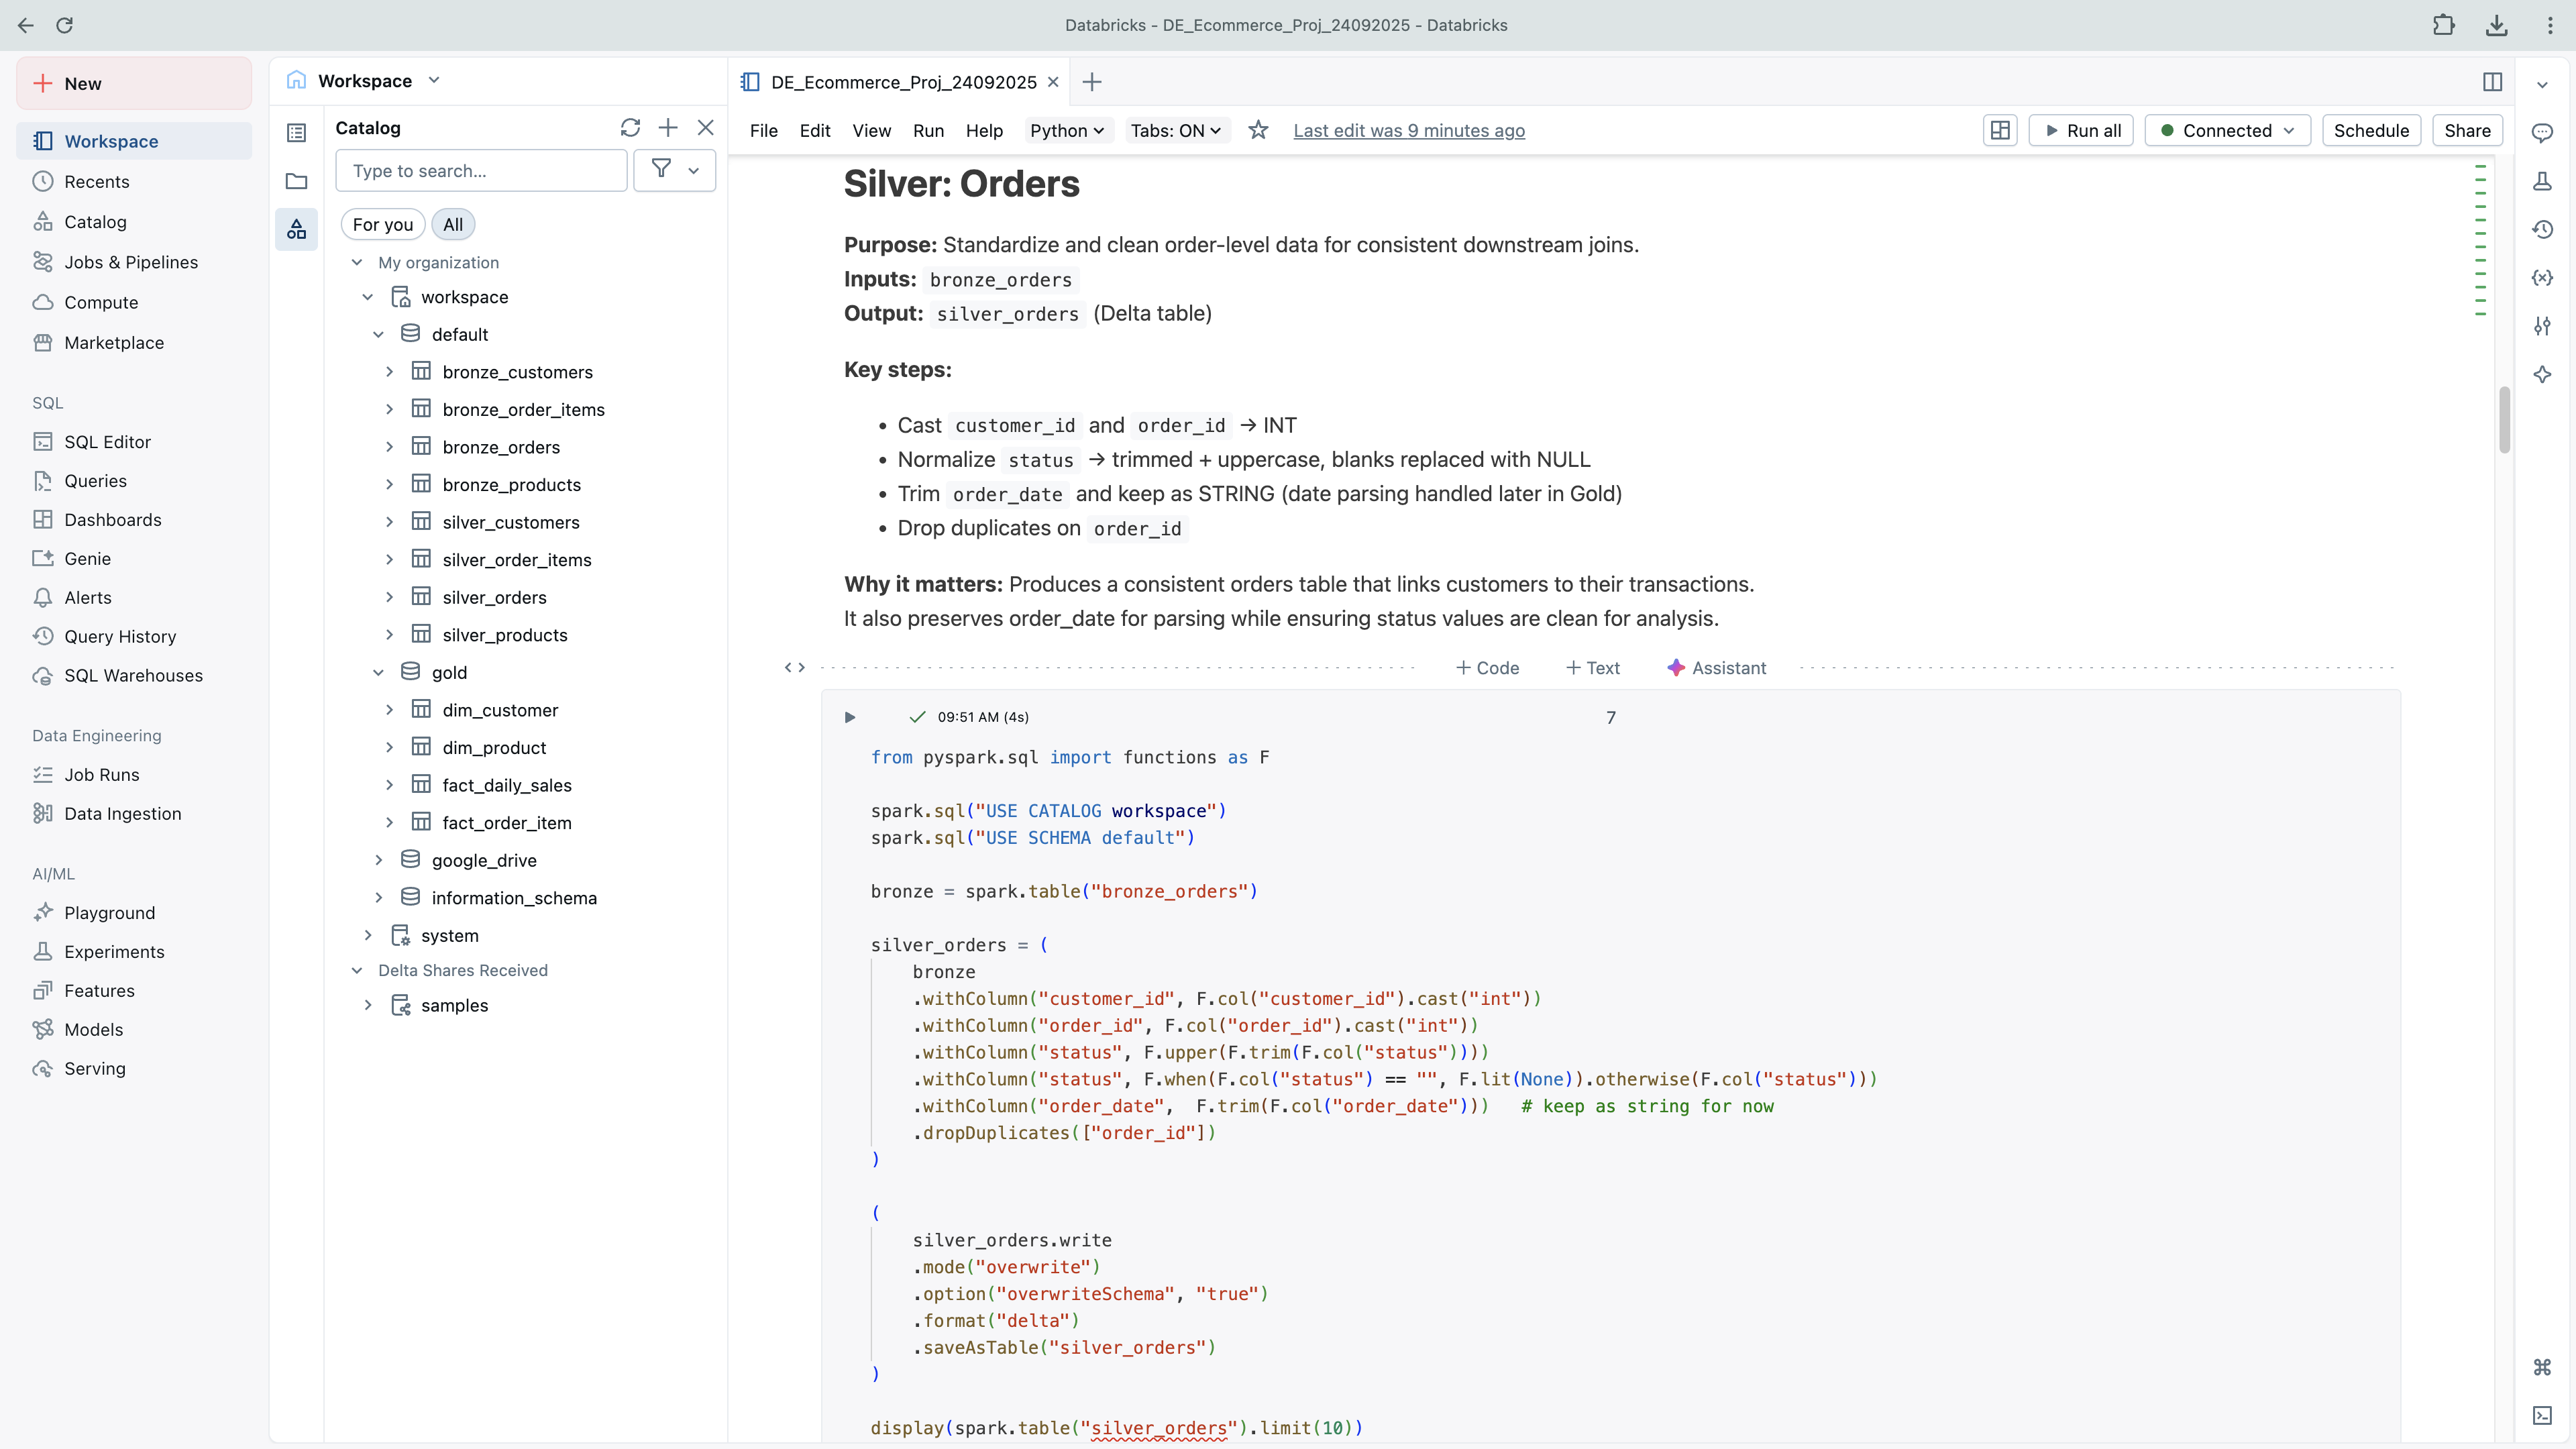 Databricks - DE_Ecommerce_Proj_24092025 - Databricks
New
Workspace
Recents
Catalog
Jobs & Pipelines
Compute
Marketplace
SQL
SQL Editor
Queries
Dashboards
Genie
Alerts
Query History
SQL Warehouses
Data Engineering
Job Runs
Data Ingestion
AI/ML
Playground
Experiments
Features
Models
Serving
Workspace
Catalog
Type to search...
For you All
My organization
workspace
default
bronze_customers
bronze_order_items
bronze_orders
bronze_products
silver_customers
silver_order_items
silver_orders
silver_products
gold
dim_customer
dim_product
fact_daily_sales
fact_order_item
google_drive
information_schema
system
Delta Shares Received
samples
DE_Ecommerce_Proj_24092025
File Edit View Run Help Python Tabs: ON Last edit was 9 minutes ago Run all Connected Schedule Share
Silver: Orders
Purpose: Standardize and clean order-level data for consistent downstream joins.
Inputs: bronze_orders
Output: silver_orders (Delta table)
Key steps:
• Cast customer_id and order_id → INT
• Normalize status → trimmed + uppercase, blanks replaced with NULL
• Trim order_date and keep as STRING (date parsing handled later in Gold)
• Drop duplicates on order_id
Why it matters: Produces a consistent orders table that links customers to their transactions.
It also preserves order_date for parsing while ensuring status values are clean for analysis.
+ Code + Text Assistant
09:51 AM (4s) 7
from pyspark.sql import functions as F
spark.sql("USE CATALOG workspace")
spark.sql("USE SCHEMA default")
bronze = spark.table("bronze_orders")
silver_orders = (
bronze
.withColumn("customer_id", F.col("customer_id").cast("int"))
.withColumn("order_id", F.col("order_id").cast("int"))
.withColumn("status", F.upper(F.trim(F.col("status"))))
.withColumn("status", F.when(F.col("status") == "", F.lit(None)).otherwise(F.col("status")))
.withColumn("order_date",  F.trim(F.col("order_date")))   # keep as string for now
.dropDuplicates(["order_id"])
)
(
silver_orders.write
.mode("overwrite")
.option("overwriteSchema", "true")
.format("delta")
.saveAsTable("silver_orders")
)
display(spark.table("silver_orders").limit(10))